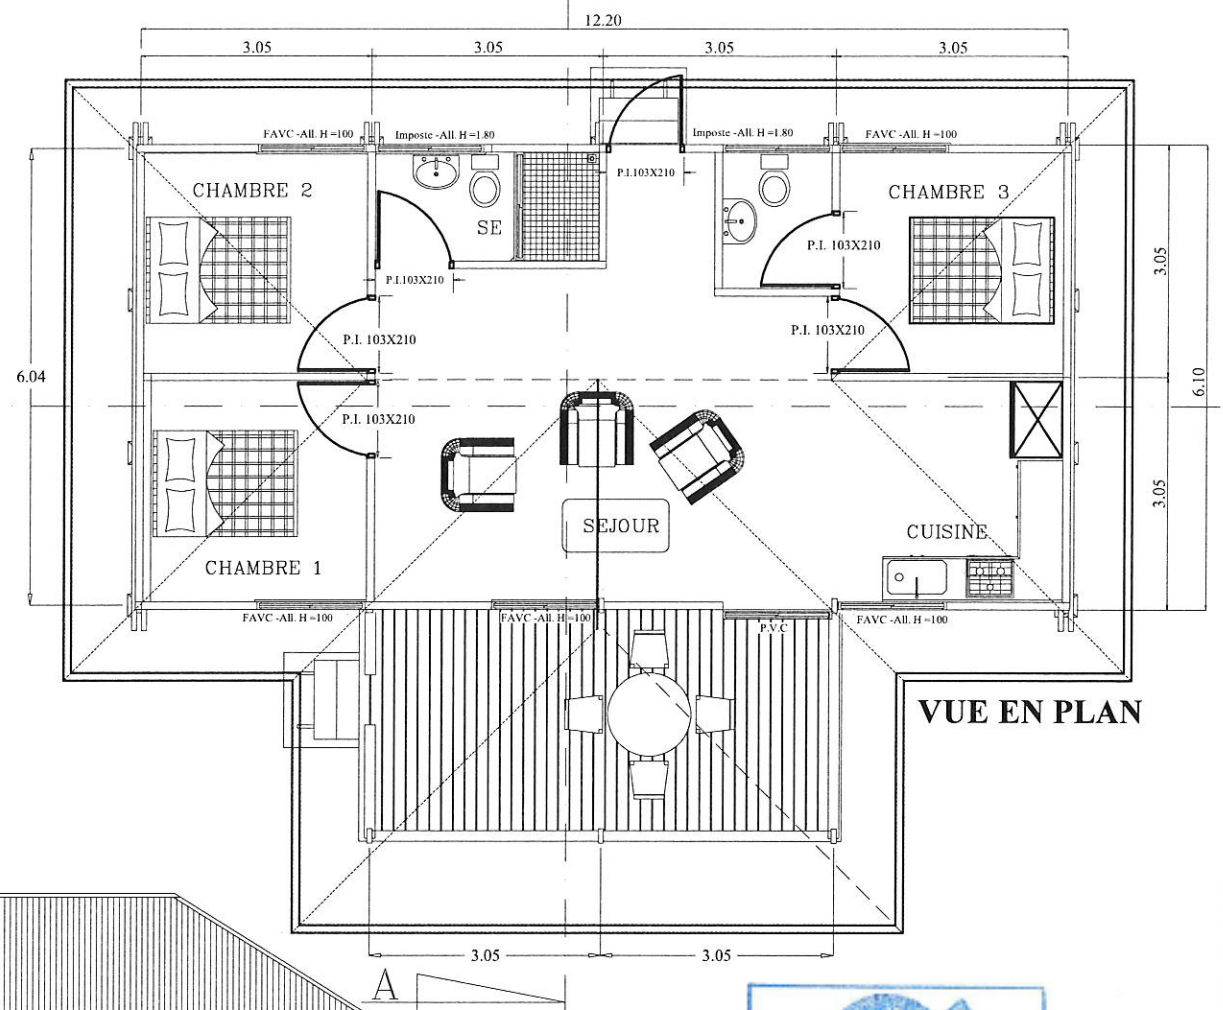 12.20
3.05 3.05 3.05 3.05
FAVC -All. H =100 Imposte -All. H =1.80 Imposte -All. H =1.80 FAVC -All. H =100
P.I.103X210
CHAMBRE 2 CHAMBRE 3
SE
P.I. 103X210
3.05
P.I.103X210
P.I. 103X210 P.I. 103X210
6.04
6.10
P.I. 103X210
3.05
SEJOUR
CUISINE
CHAMBRE 1
FAVC -All. H =100 FAVC -All. H =100 P.V.C FAVC -All. H =100
VUE EN PLAN
3.05 3.05
A